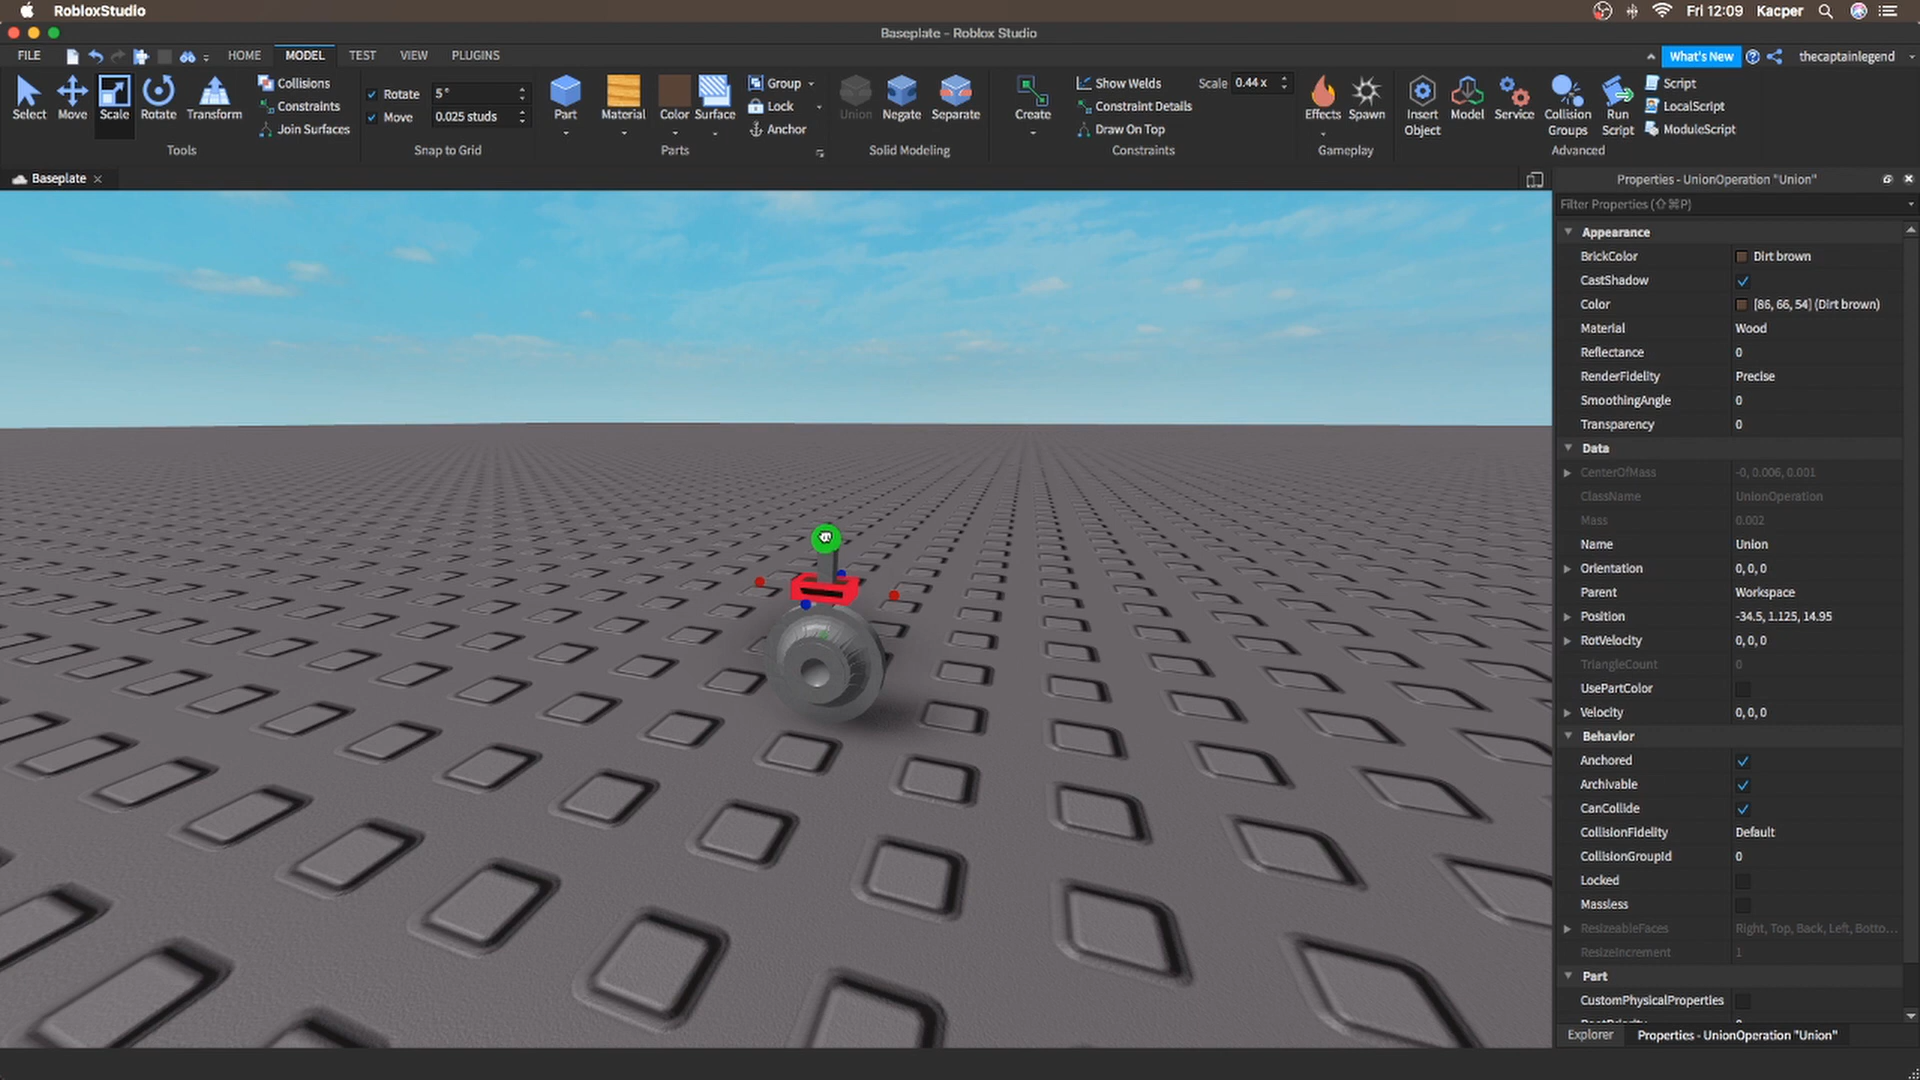 RobloxStudio
Fri 12:09 Kacper
Baseplate – Roblox Studio
FILE HOME MODEL TEST VIEW PLUGINS
What's New thecaptainlegend
Select Move Scale Rotate Transform
Tools
Collisions
Constraints
Join Surfaces
Rotate 5°
Move 0.025 studs
Snap to Grid
Part Material Color Surface
Group
Lock
Anchor
Parts
Union Negate Separate
Solid Modeling
Create
Show Welds Scale 0.44 x
Constraint Details
Draw On Top
Constraints
Effects Spawn
Gameplay
Insert Object Model Service Collision Groups Run Script
Script
LocalScript
ModuleScript
Advanced
Baseplate
Properties - UnionOperation "Union"
Filter Properties (⇧⌘P)
Appearance
BrickColor Dirt brown
CastShadow
Color [86, 66, 54] (Dirt brown)
Material Wood
Reflectance 0
RenderFidelity Precise
SmoothingAngle 0
Transparency 0
Data
CenterOfMass -0, 0.006, 0.001
ClassName UnionOperation
Mass 0.002
Name Union
Orientation 0, 0, 0
Parent Workspace
Position -34.5, 1.125, 14.95
RotVelocity 0, 0, 0
TriangleCount 0
UsePartColor
Velocity 0, 0, 0
Behavior
Anchored
Archivable
CanCollide
CollisionFidelity Default
CollisionGroupId 0
Locked
Massless
ResizeableFaces Right, Top, Back, Left, Botto...
ResizeIncrement 1
Part
CustomPhysicalProperties
Explorer Properties - UnionOperation "Union"